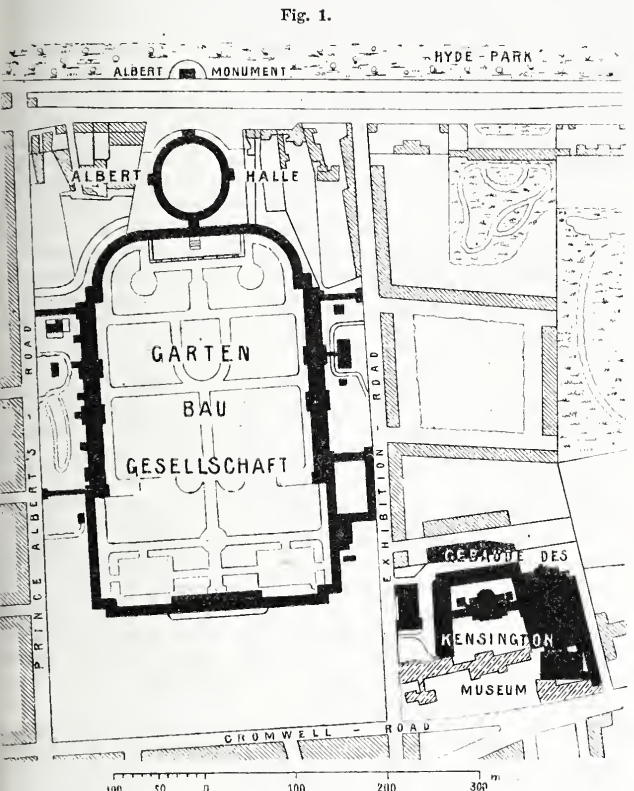 Fig. 1.
HYDE-PARK
ALBERT MONUMENT
ALBERT HALLE
GARTEN
BAU
GESELLSCHAFT
PRINCE ALBERT'S - ROAD
EXHIBITION - ROAD
GEBÄUDE DES
KENSINGTON
MUSEUM
CROMWELL - ROAD
100 50 0 100 200 300 m